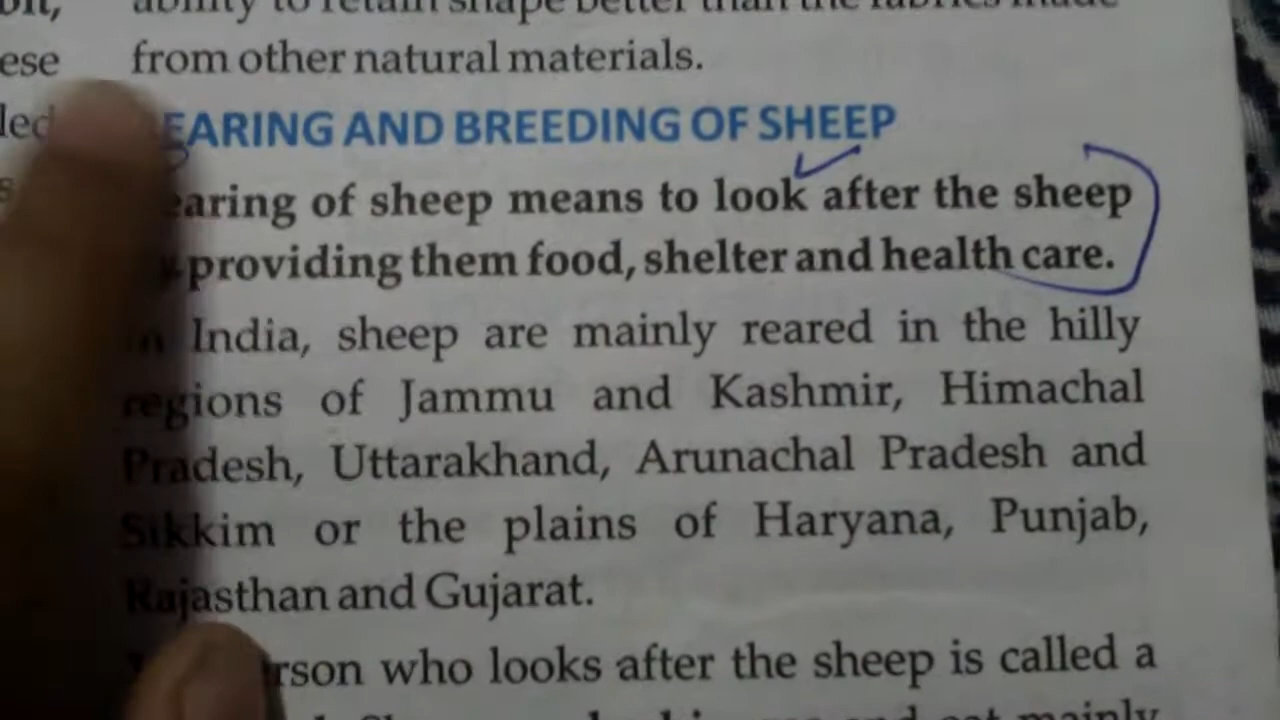 ese from other natural materials.
EARING AND BREEDING OF SHEEP
earing of sheep means to look after the sheep
providing them food, shelter and health care.
In India, sheep are mainly reared in the hilly
regions of Jammu and Kashmir, Himachal
Pradesh, Uttarakhand, Arunachal Pradesh and
Sikkim or the plains of Haryana, Punjab,
Rajasthan and Gujarat.
rson who looks after the sheep is called a